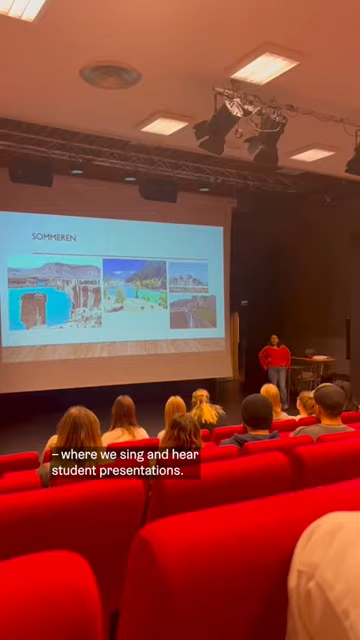 SOMMEREN
– where we sing and hear
student presentations.